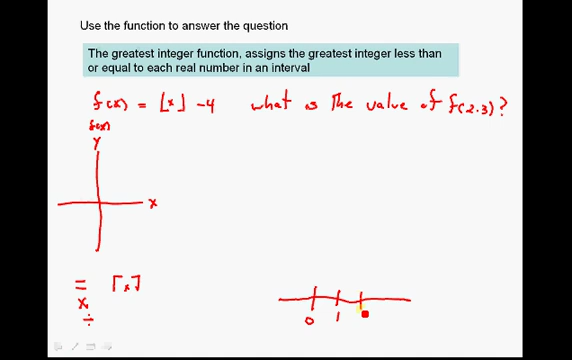 Use the function to answer the question
The greatest integer function, assigns the greatest integer less than
or equal to each real number in an interval
f(x) = ⌊x⌋ -4 what is the value of f(2.3)?
f(x)
y
x
= ⌈x⌉
x
÷
0 1